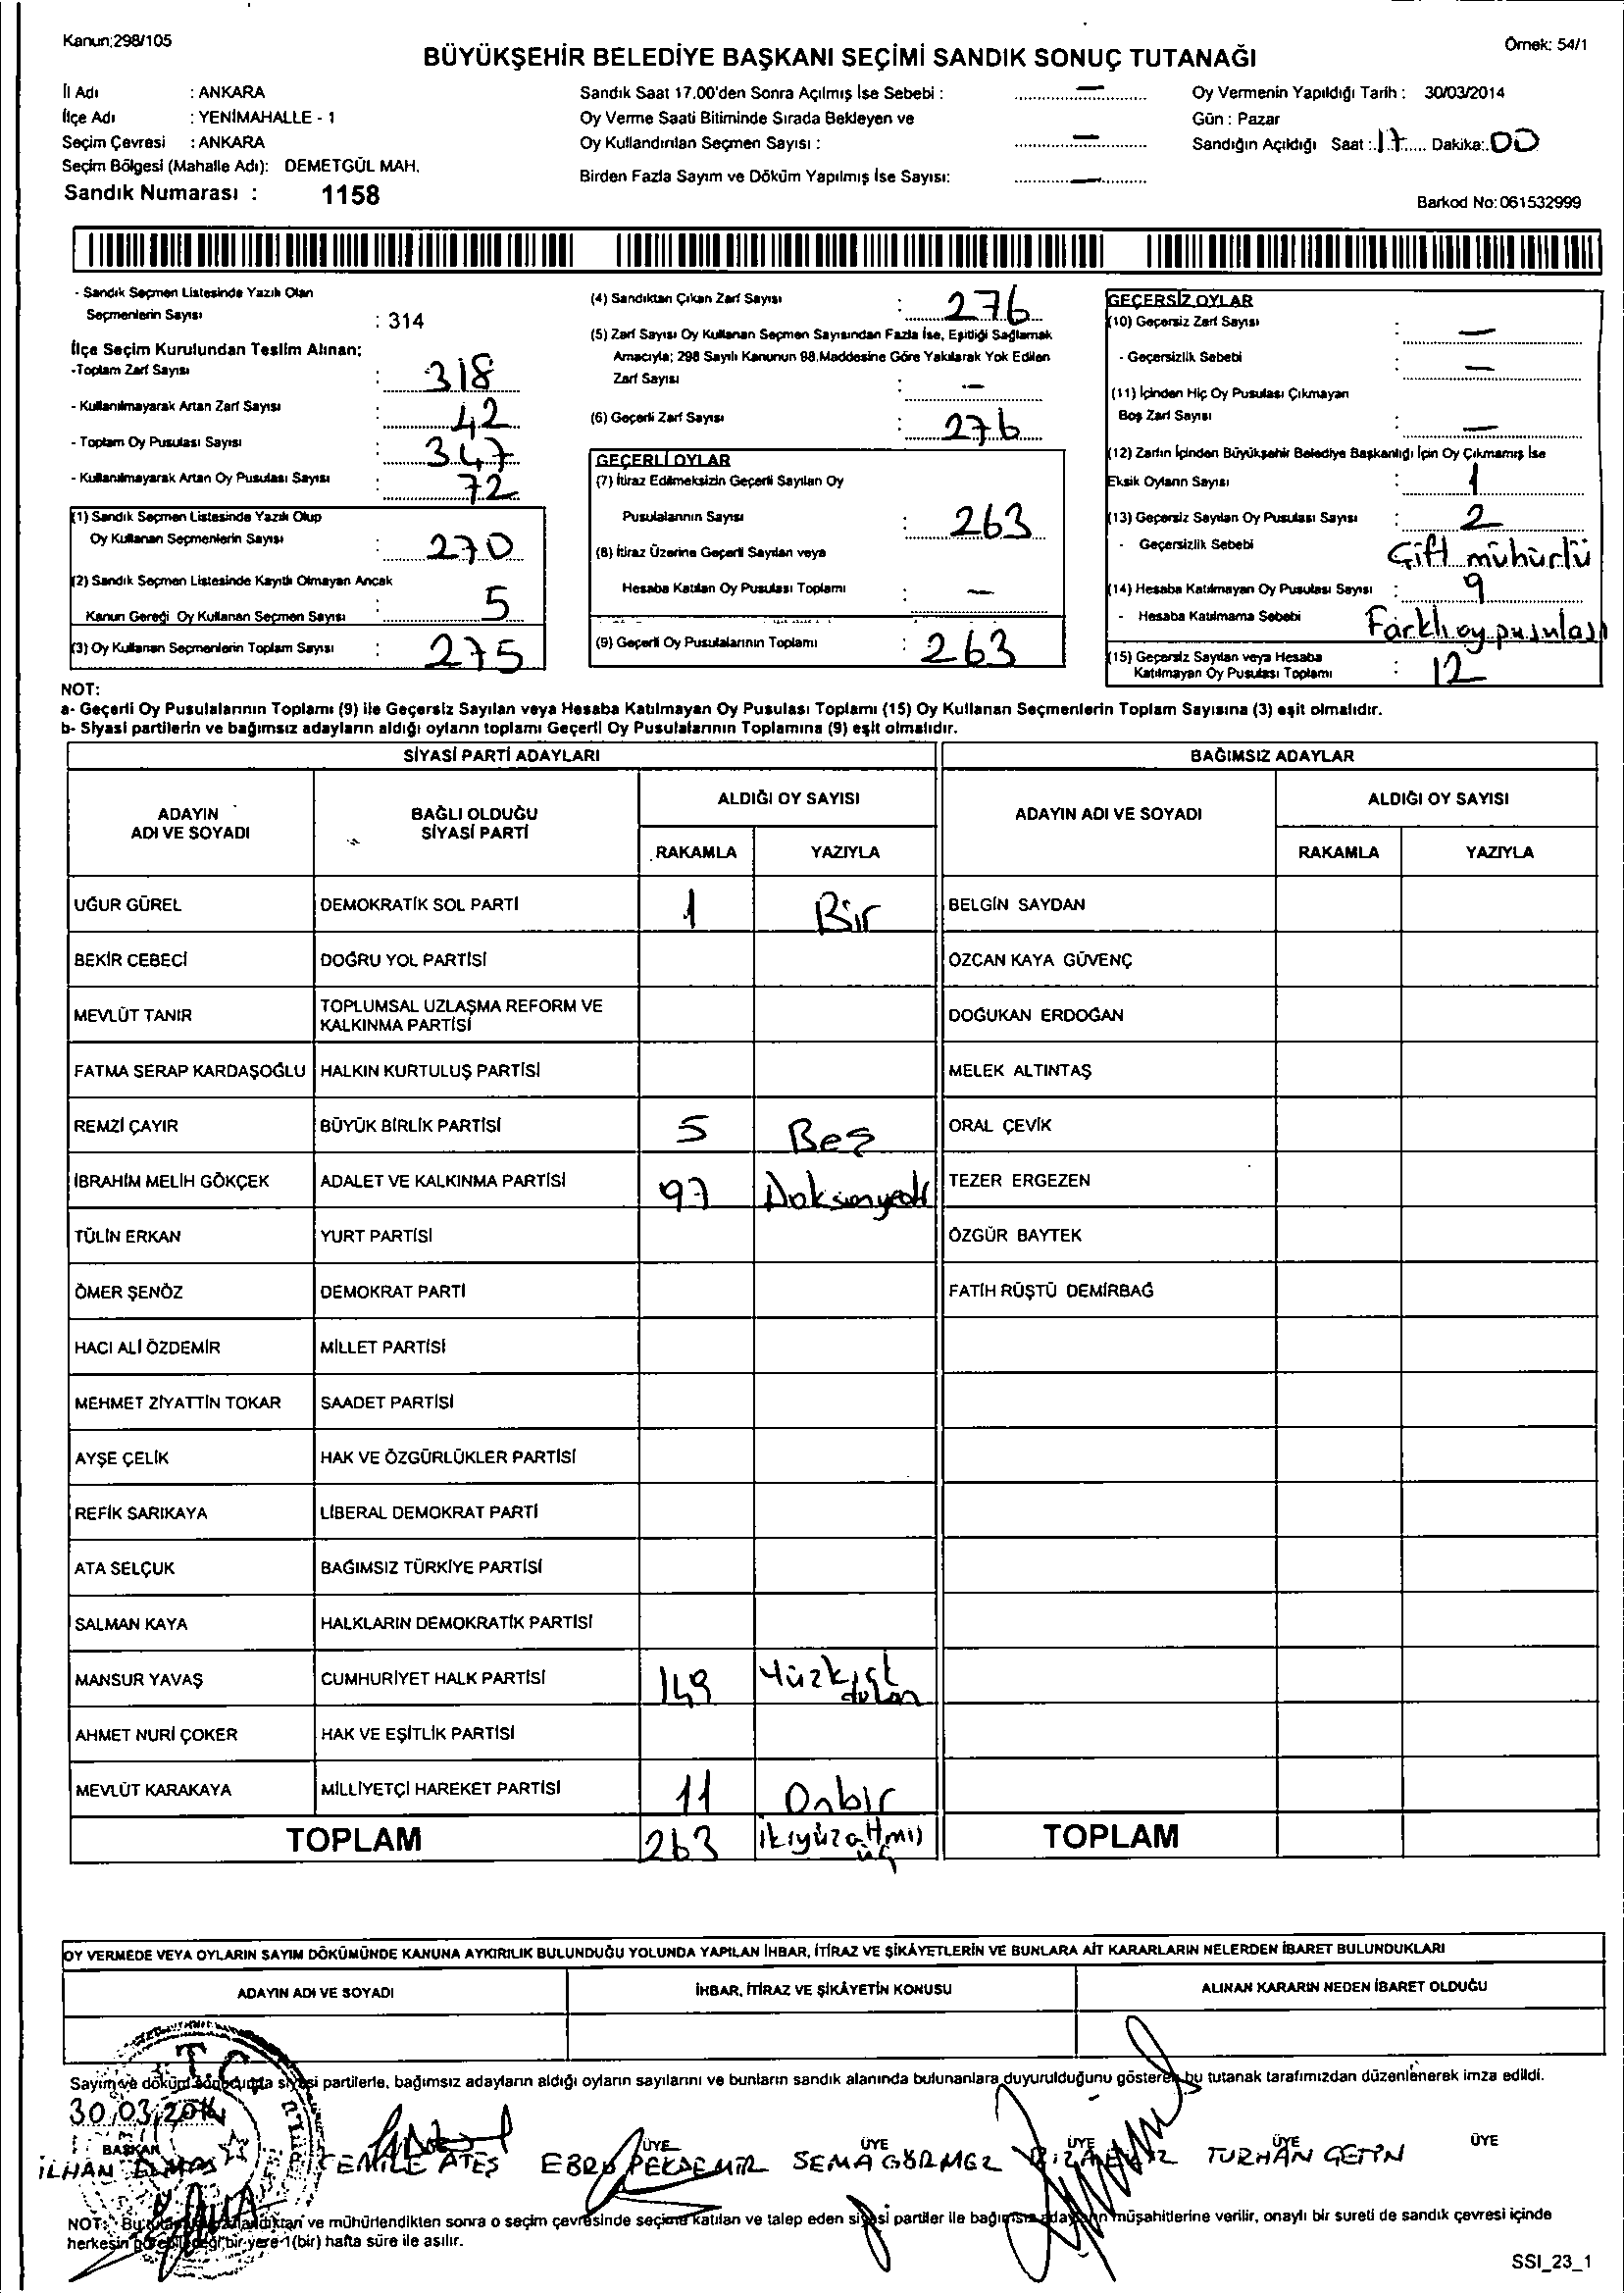 Kanun:298/105
Örnek: 54/1
BÜYÜKŞEHİR BELEDİYE BAŞKANI SEÇİMİ SANDIK SONUÇ TUTANAĞI
İl Adı : ANKARA
İlçe Adı : YENİMAHALLE - 1
Seçim Çevresi : ANKARA
Seçim Bölgesi (Mahalle Adı): DEMETGÜL MAH.
Sandık Numarası : 1158
Sandık Saat 17.00'den Sonra Açılmış İse Sebebi : —
Oy Verme Saati Bitiminde Sırada Bekleyen ve
Oy Kullandırılan Seçmen Sayısı : —
Birden Fazla Sayım ve Döküm Yapılmış İse Sayısı: —
Oy Vermenin Yapıldığı Tarih : 30/03/2014
Gün : Pazar
Sandığın Açıldığı Saat : 17 Dakika: 00
Barkod No: 061532999
- Sandık Seçmen Listesinde Yazılı Olan
Seçmenlerin Sayısı : 314
İlçe Seçim Kurulundan Teslim Alınan;
-Toplam Zarf Sayısı : 318
- Kullanılmayarak Artan Zarf Sayısı : 42
- Toplam Oy Pusulası Sayısı : 347
- Kullanılmayarak Artan Oy Pusulası Sayısı : 72
(1) Sandık Seçmen Listesinde Yazılı Olup
Oy Kullanan Seçmenlerin Sayısı : 270
(2) Sandık Seçmen Listesinde Kayıtlı Olmayan Ancak
Kanun Gereği Oy Kullanan Seçmen Sayısı : 5
(3) Oy Kullanan Seçmenlerin Toplam Sayısı : 275
(4) Sandıktan Çıkan Zarf Sayısı : 276
(5) Zarf Sayısı Oy Kullanan Seçmen Sayısından Fazla İse, Eşitliği Sağlamak
Amacıyla; 298 Sayılı Kanunun 98.Maddesine Göre Yakılarak Yok Edilen
Zarf Sayısı : —
(6) Geçerli Zarf Sayısı : 276
GEÇERLİ OYLAR
(7) İtiraz Edilmeksizin Geçerli Sayılan Oy
Pusulalarının Sayısı : 263
(8) İtiraz Üzerine Geçerli Sayılan veya
Hesaba Katılan Oy Pusulası Toplamı : —
(9) Geçerli Oy Pusulalarının Toplamı : 263
GEÇERSİZ OYLAR
(10) Geçersiz Zarf Sayısı : —
- Geçersizlik Sebebi : —
(11) İçinden Hiç Oy Pusulası Çıkmayan
Boş Zarf Sayısı : —
(12) Zarfın İçinden Büyükşehir Belediye Başkanlığı İçin Oy Çıkmamış İse
Eksik Oyların Sayısı : 1
(13) Geçersiz Sayılan Oy Pusulası Sayısı : 2
- Geçersizlik Sebebi Çift mühürlü
(14) Hesaba Katılmayan Oy Pusulası Sayısı : 9
- Hesaba Katılmama Sebebi Farklı oy pusulası
(15) Geçersiz Sayılan veya Hesaba
Katılmayan Oy Pusulası Toplamı : 12
NOT:
a- Geçerli Oy Pusulalarının Toplamı (9) ile Geçersiz Sayılan veya Hesaba Katılmayan Oy Pusulası Toplamı (15) Oy Kullanan Seçmenlerin Toplam Sayısına (3) eşit olmalıdır.
b- Siyasi partilerin ve bağımsız adayların aldığı oyların toplamı Geçerli Oy Pusulalarının Toplamına (9) eşit olmalıdır.
SİYASİ PARTİ ADAYLARI
BAĞIMSIZ ADAYLAR
ADAYIN ADI VE SOYADI
BAĞLI OLDUĞU SİYASİ PARTİ
ALDIĞI OY SAYISI
RAKAMLA YAZIYLA
ADAYIN ADI VE SOYADI
ALDIĞI OY SAYISI
RAKAMLA YAZIYLA
UĞUR GÜREL DEMOKRATİK SOL PARTİ 1 Bir BELGİN SAYDAN
BEKİR CEBECİ DOĞRU YOL PARTİSİ ÖZCAN KAYA GÜVENÇ
MEVLÜT TANIR TOPLUMSAL UZLAŞMA REFORM VE KALKINMA PARTİSİ DOĞUKAN ERDOĞAN
FATMA SERAP KARDAŞOĞLU HALKIN KURTULUŞ PARTİSİ MELEK ALTINTAŞ
REMZİ ÇAYIR BÜYÜK BİRLİK PARTİSİ 5 Beş ORAL ÇEVİK
İBRAHİM MELİH GÖKÇEK ADALET VE KALKINMA PARTİSİ 97 Doksanyedi TEZER ERGEZEN
TÜLİN ERKAN YURT PARTİSİ ÖZGÜR BAYTEK
ÖMER ŞENÖZ DEMOKRAT PARTİ FATİH RÜŞTÜ DEMİRBAĞ
HACI ALİ ÖZDEMİR MİLLET PARTİSİ
MEHMET ZİYATTİN TOKAR SAADET PARTİSİ
AYŞE ÇELİK HAK VE ÖZGÜRLÜKLER PARTİSİ
REFİK SARIKAYA LİBERAL DEMOKRAT PARTİ
ATA SELÇUK BAĞIMSIZ TÜRKİYE PARTİSİ
SALMAN KAYA HALKLARIN DEMOKRATİK PARTİSİ
MANSUR YAVAŞ CUMHURİYET HALK PARTİSİ 149 Yüzkırk dokuz
AHMET NURİ ÇOKER HAK VE EŞİTLİK PARTİSİ
MEVLÜT KARAKAYA MİLLİYETÇİ HAREKET PARTİSİ 11 Onbir
TOPLAM 263 ikiyüzaltmış üç TOPLAM
OY VERMEDE VEYA OYLARIN SAYIM DÖKÜMÜNDE KANUNA AYKIRILIK BULUNDUĞU YOLUNDA YAPILAN İHBAR, İTİRAZ VE ŞİKÂYETLERİN VE BUNLARA AİT KARARLARIN NELERDEN İBARET BULUNDUKLARI
ADAYIN ADI VE SOYADI İHBAR, İTİRAZ VE ŞİKÂYETİN KONUSU ALINAN KARARIN NEDEN İBARET OLDUĞU
T.C.
Sayım ve döküm sonucunda siyasi partilerle, bağımsız adayların aldığı oyların sayılarını ve bunların sandık alanında bulunanlara duyurulduğunu gösteren bu tutanak tarafımızdan düzenlenerek imza edildi.
30.03.2014
BAŞKAN ÜYE ÜYE ÜYE ÜYE ÜYE
İLHAN CEMİLE ATEŞ EBRU PEKDEMİR SEMA GÖRMEZ TURHAN ÇETİN
NOT: Bu tutanak ve mühürlendikten sonra o seçim çevresinde seçime katılan ve talep eden siyasi partiler ile bağımsız adayların müşahitlerine verilir, onaylı bir sureti de sandık çevresi içinde
herkesin görebileceği bir yere 1(bir) hafta süre ile asılır.
SSI_23_1